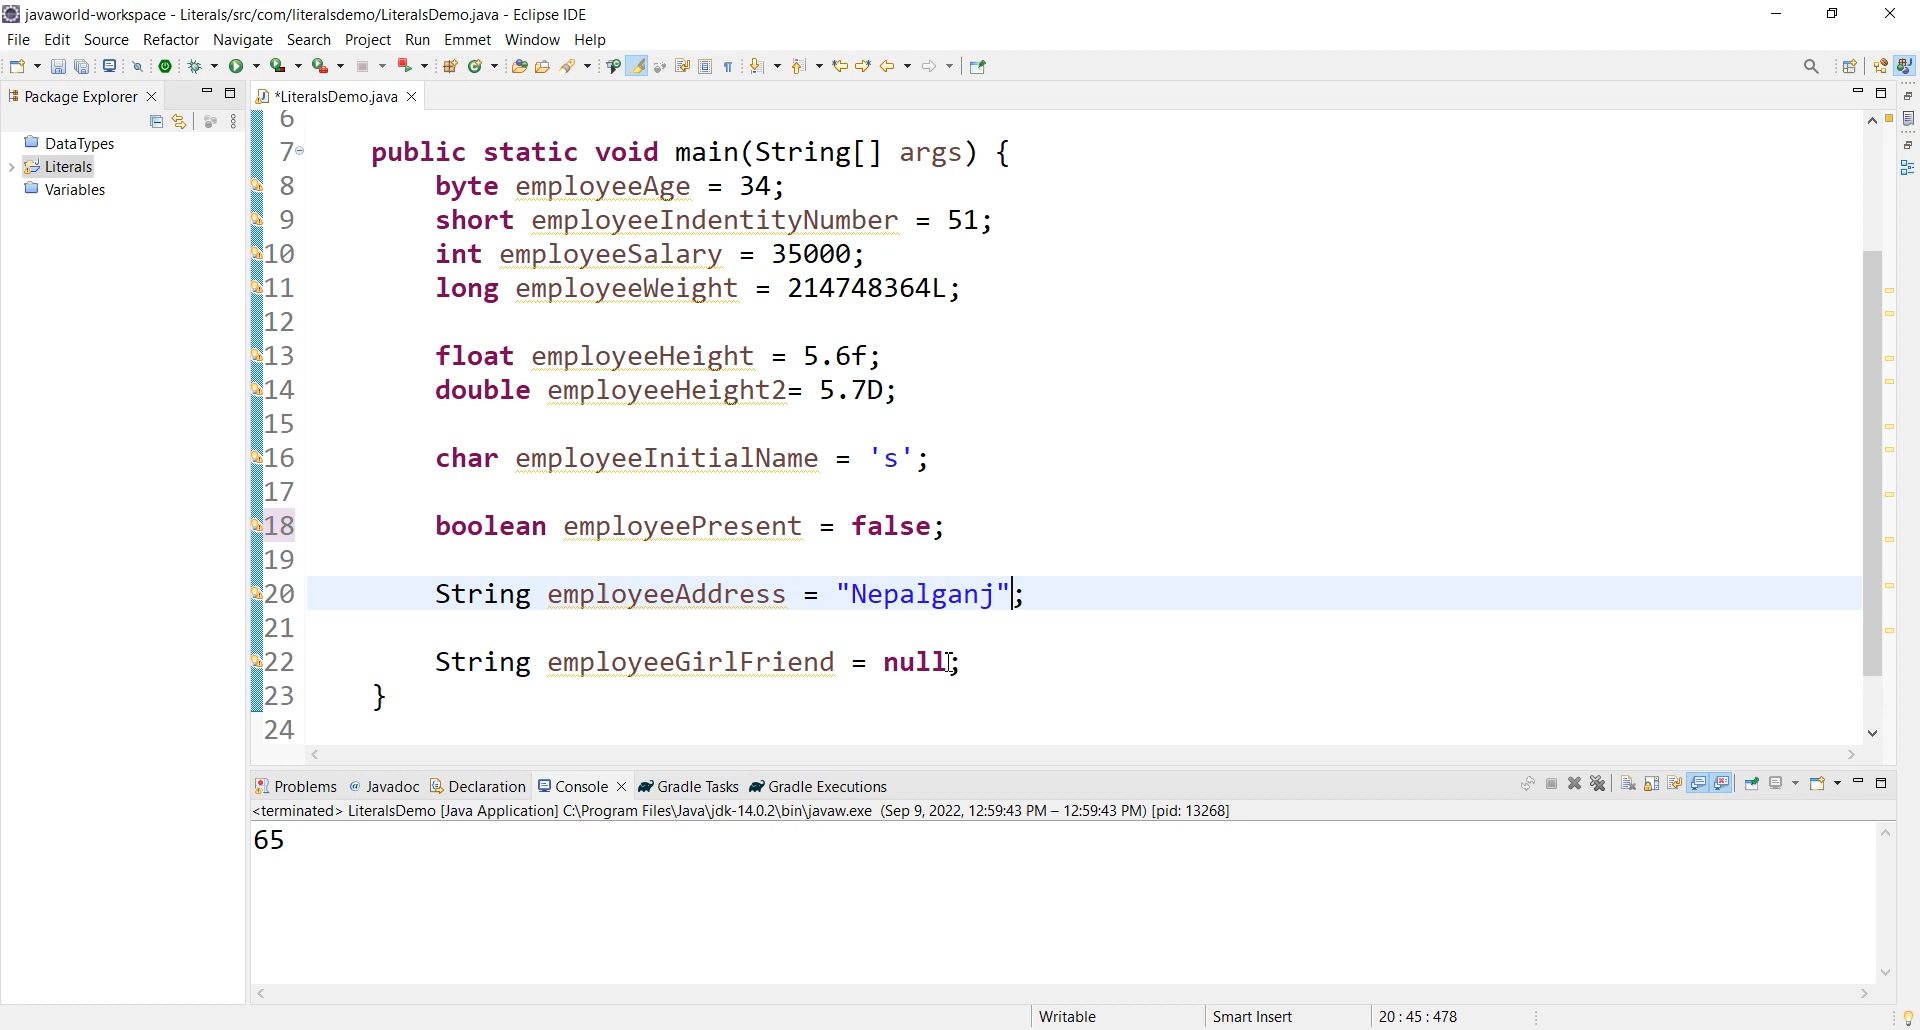 javaworld-workspace - Literals/src/com/literalsdemo/LiteralsDemo.java - Eclipse IDE
File Edit Source Refactor Navigate Search Project Run Emmet Window Help
Package Explorer
*LiteralsDemo.java
DataTypes
Literals
Variables
6
7 public static void main(String[] args) {
8 byte employeeAge = 34;
9 short employeeIndentityNumber = 51;
10 int employeeSalary = 35000;
11 long employeeWeight = 214748364L;
12
13 float employeeHeight = 5.6f;
14 double employeeHeight2= 5.7D;
15
16 char employeeInitialName = 's';
17
18 boolean employeePresent = false;
19
20 String employeeAddress = "Nepalganj";
21
22 String employeeGirlFriend = null;
23 }
24
Problems @ Javadoc Declaration Console Gradle Tasks Gradle Executions
<terminated> LiteralsDemo [Java Application] C:\Program Files\Java\jdk-14.0.2\bin\javaw.exe (Sep 9, 2022, 12:59:43 PM – 12:59:43 PM) [pid: 13268]
65
Writable Smart Insert 20 : 45 : 478